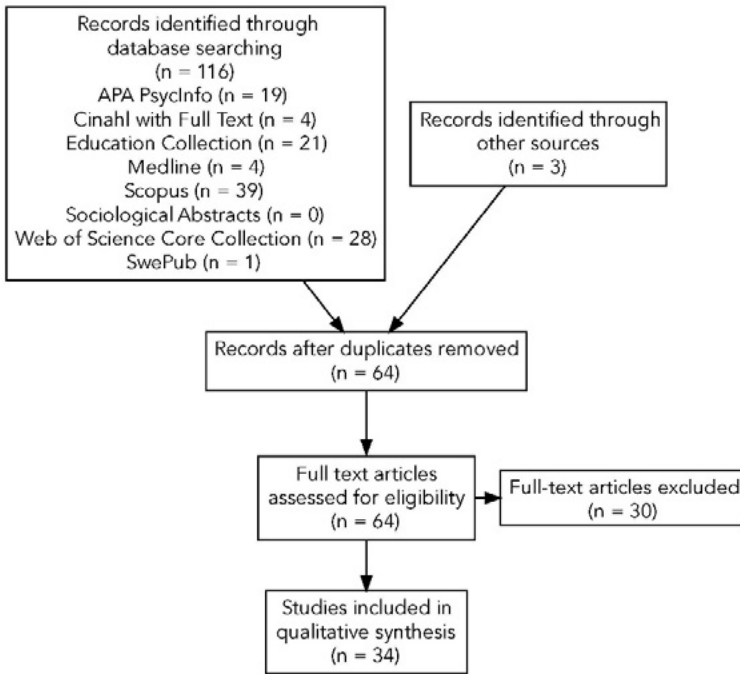 Records identified through
database searching
(n = 116)
APA PsycInfo (n = 19)
Cinahl with Full Text (n = 4)
Education Collection (n = 21)
Medline (n = 4)
Scopus (n = 39)
Sociological Abstracts (n = 0)
Web of Science Core Collection (n = 28)
SwePub (n = 1)
Records identified through
other sources
(n = 3)
Records after duplicates removed
(n = 64)
Full text articles
assessed for eligibility
(n = 64)
Full-text articles excluded
(n = 30)
Studies included in
qualitative synthesis
(n = 34)